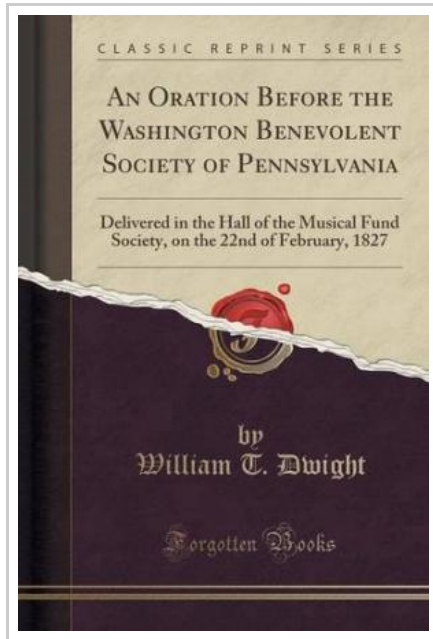 CLASSIC REPRINT SERIES
AN ORATION BEFORE THE
WASHINGTON BENEVOLENT
SOCIETY OF PENNSYLVANIA
Delivered in the Hall of the Musical Fund
Society, on the 22nd of February, 1827
by
William T. Dwight
Forgotten Books